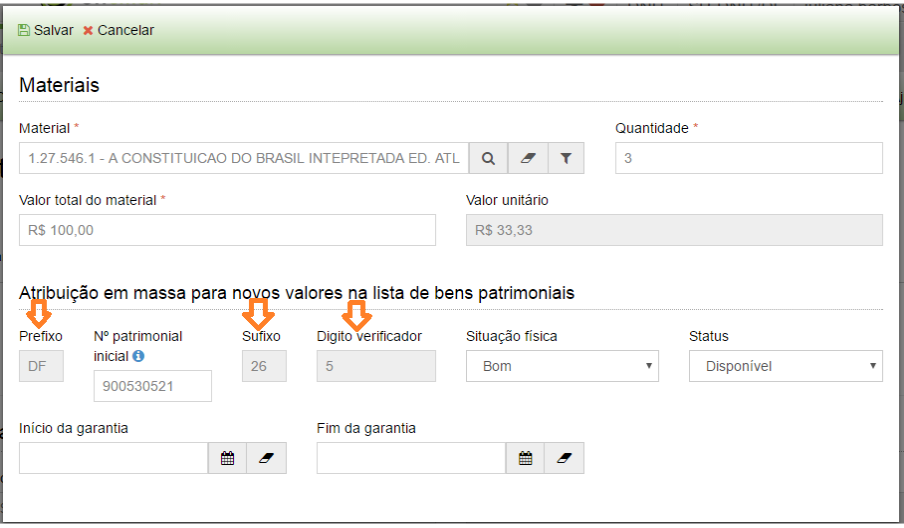 Salvar Cancelar
Materiais
Material * Quantidade *
1.27.546.1 - A CONSTITUICAO DO BRASIL INTEPRETADA ED. ATL 3
Valor total do material * Valor unitário
R$ 100,00 R$ 33,33
Atribuição em massa para novos valores na lista de bens patrimoniais
Prefixo Nº patrimonial inicial Sufixo Digito verificador Situação física Status
DF 900530521 26 5 Bom Disponível
Início da garantia Fim da garantia